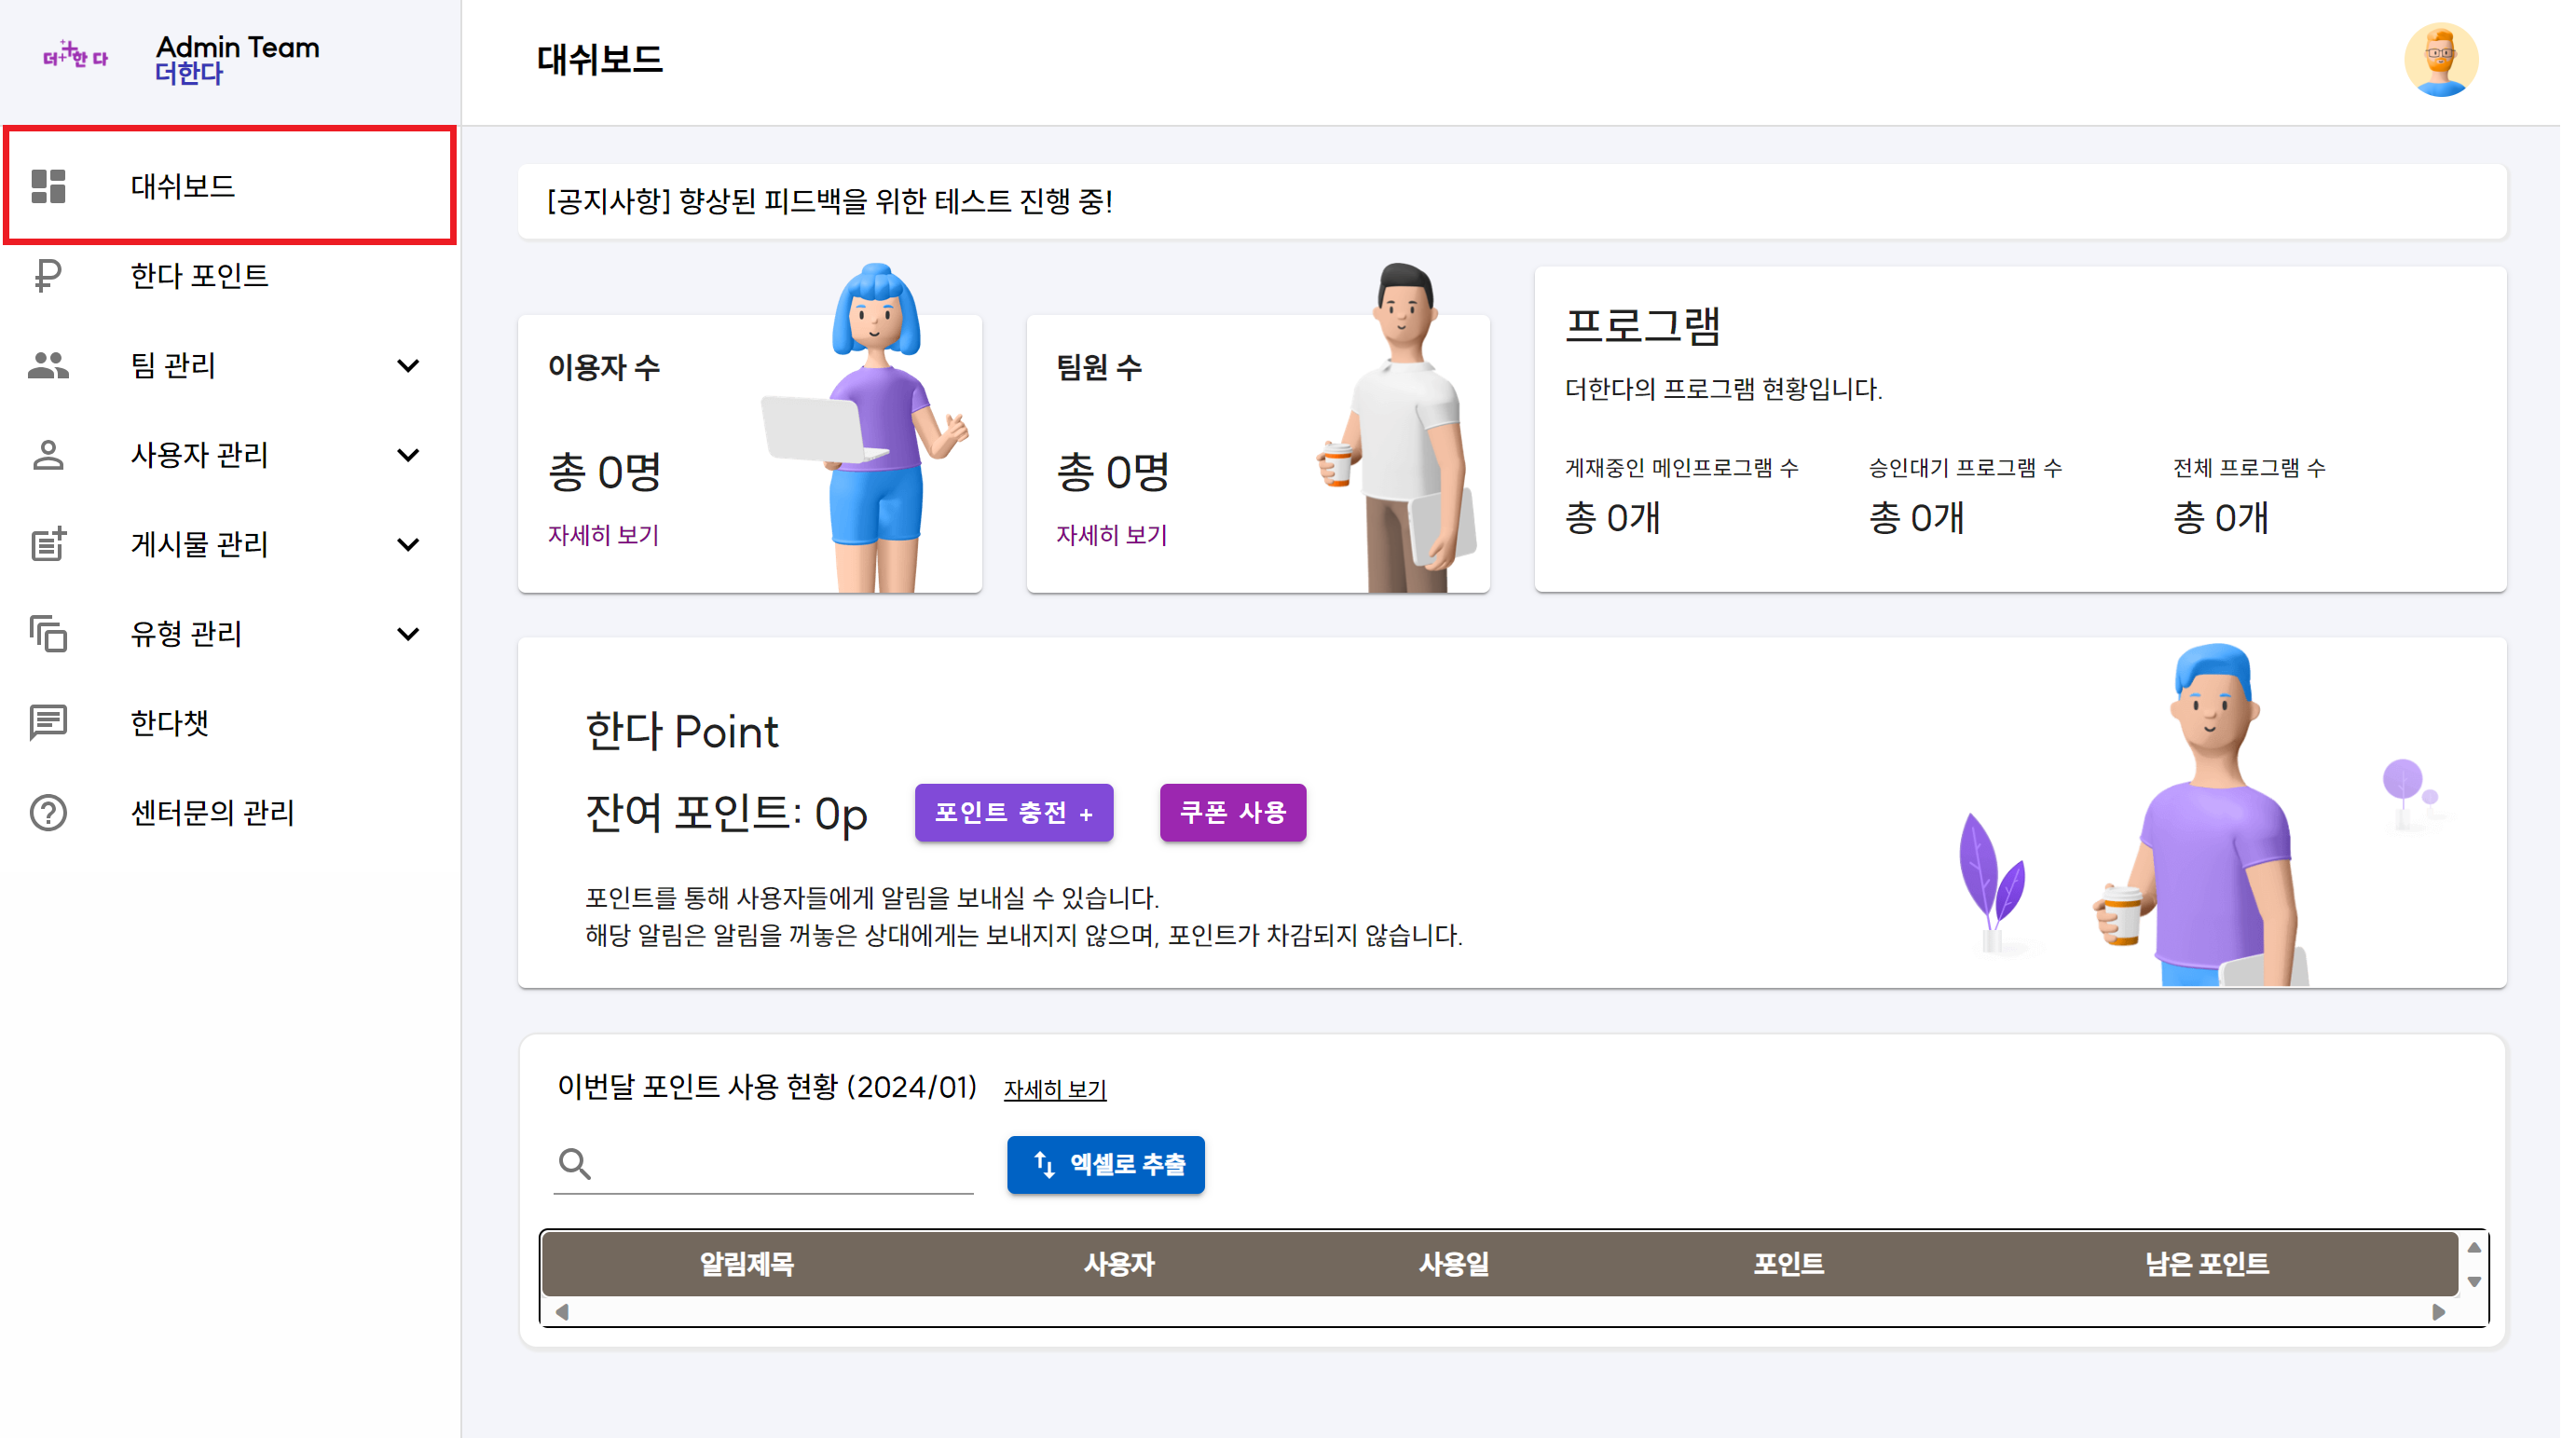 더한다
Admin Team
더한다
대쉬보드
한다 포인트
팀 관리
사용자 관리
게시물 관리
유형 관리
한다챗
센터문의 관리
대쉬보드
[공지사항] 향상된 피드백을 위한 테스트 진행 중!
이용자 수
총 0명
자세히 보기
팀원 수
총 0명
자세히 보기
프로그램
더한다의 프로그램 현황입니다.
게재중인 메인프로그램 수
총 0개
승인대기 프로그램 수
총 0개
전체 프로그램 수
총 0개
한다 Point
잔여 포인트: 0p
포인트 충전 +
쿠폰 사용
포인트를 통해 사용자들에게 알림을 보내실 수 있습니다.
해당 알림은 알림을 꺼놓은 상대에게는 보내지지 않으며, 포인트가 차감되지 않습니다.
이번달 포인트 사용 현황 (2024/01) 자세히 보기
엑셀로 추출
알림제목 사용자 사용일 포인트 남은 포인트